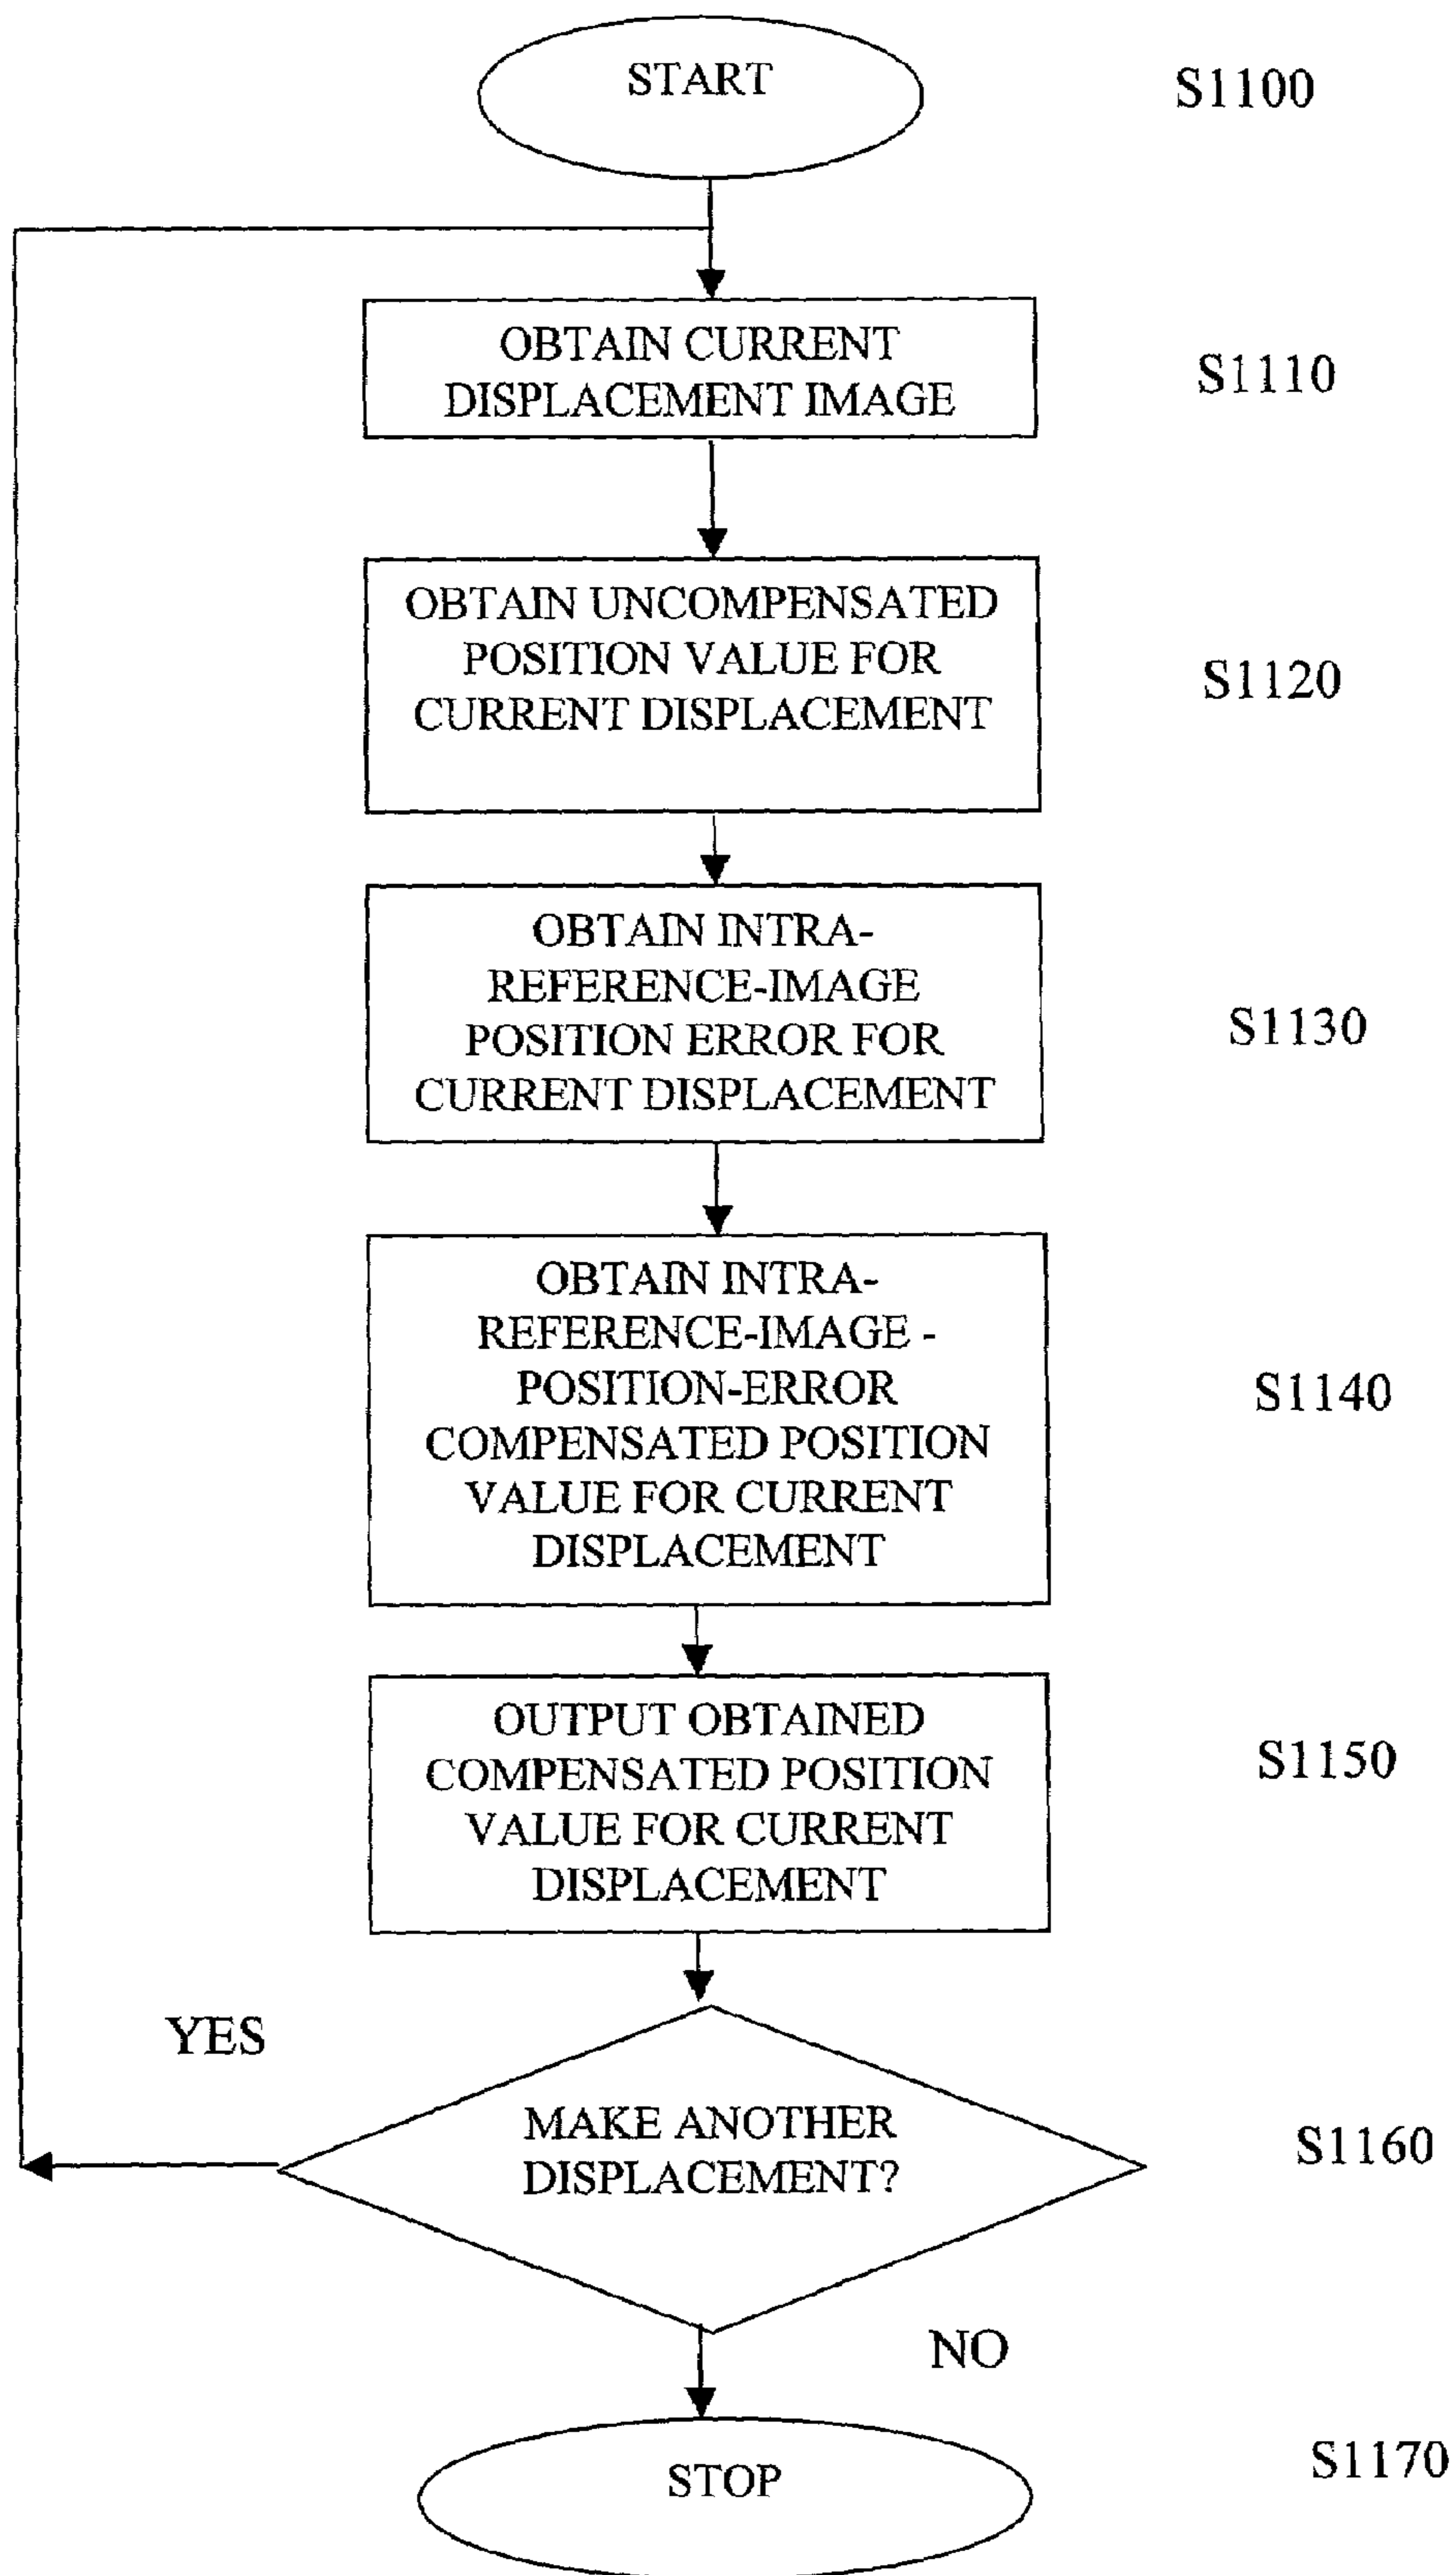 START
S1100
OBTAIN CURRENT
DISPLACEMENT IMAGE
S1110
OBTAIN UNCOMPENSATED
POSITION VALUE FOR
CURRENT DISPLACEMENT
S1120
OBTAIN INTRA-
REFERENCE-IMAGE
POSITION ERROR FOR
CURRENT DISPLACEMENT
S1130
OBTAIN INTRA-
REFERENCE-IMAGE -
POSITION-ERROR
COMPENSATED POSITION
VALUE FOR CURRENT
DISPLACEMENT
S1140
OUTPUT OBTAINED
COMPENSATED POSITION
VALUE FOR CURRENT
DISPLACEMENT
S1150
YES
MAKE ANOTHER
DISPLACEMENT?
S1160
NO
STOP
S1170